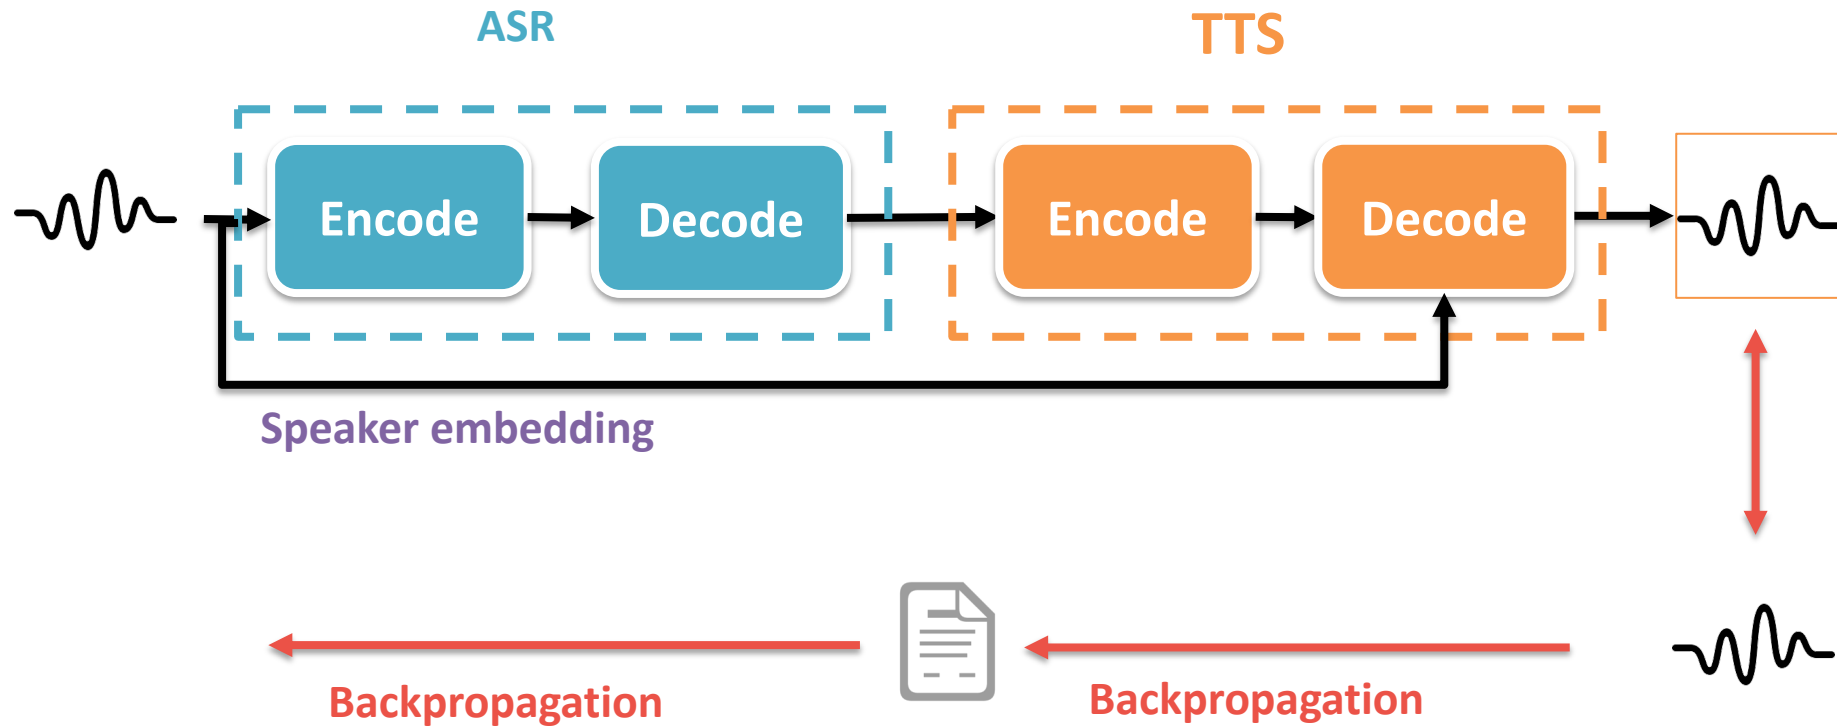 ASR
TTS
Encode
Decode
Encode
Decode
Speaker embedding
Backpropagation
Backpropagation